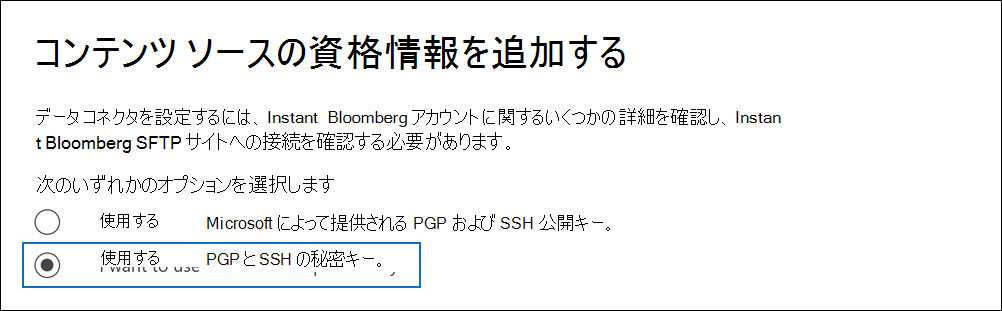 コンテンツ ソースの資格情報を追加する
データ コネクタを設定するには、Instant Bloomberg アカウントに関するいくつかの詳細を確認し、Instan
t Bloomberg SFTP サイトへの接続を確認する必要があります。
次のいずれかのオプションを選択します
使用する Microsoft によって提供される PGP および SSH 公開キー。
使用する PGP と SSH の秘密キー。
I want to use